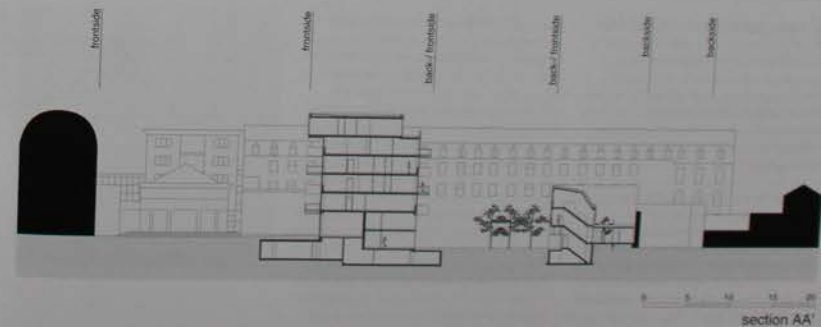 frontside
frontside
back-/ frontside
back-/ frontside
backside
backside
0 5 10 15 20
section AA'